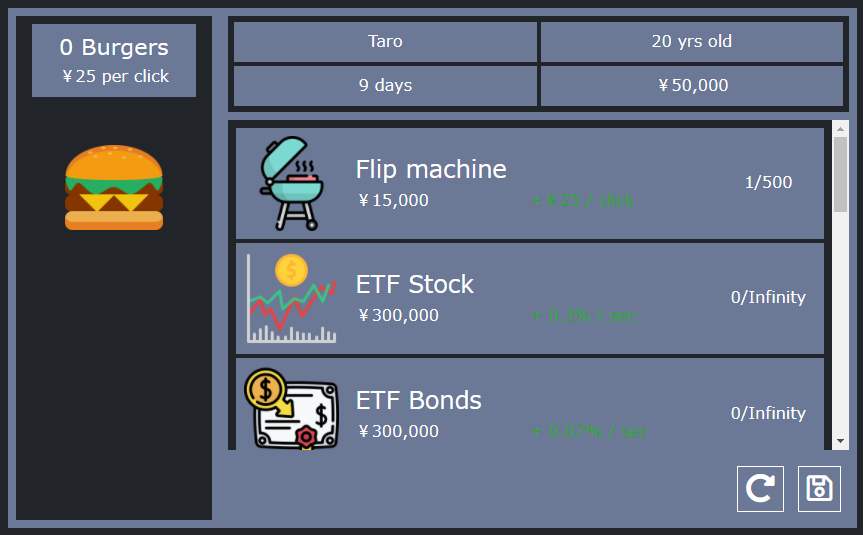 0 Burgers
¥25 per click
Taro
20 yrs old
9 days
¥50,000
Flip machine
¥15,000
+¥25 / click
1/500
$
ETF Stock
¥300,000
+ 0.1% / sec
0/Infinity
$
$
ETF Bonds
¥300,000
+ 0.07% / sec
0/Infinity